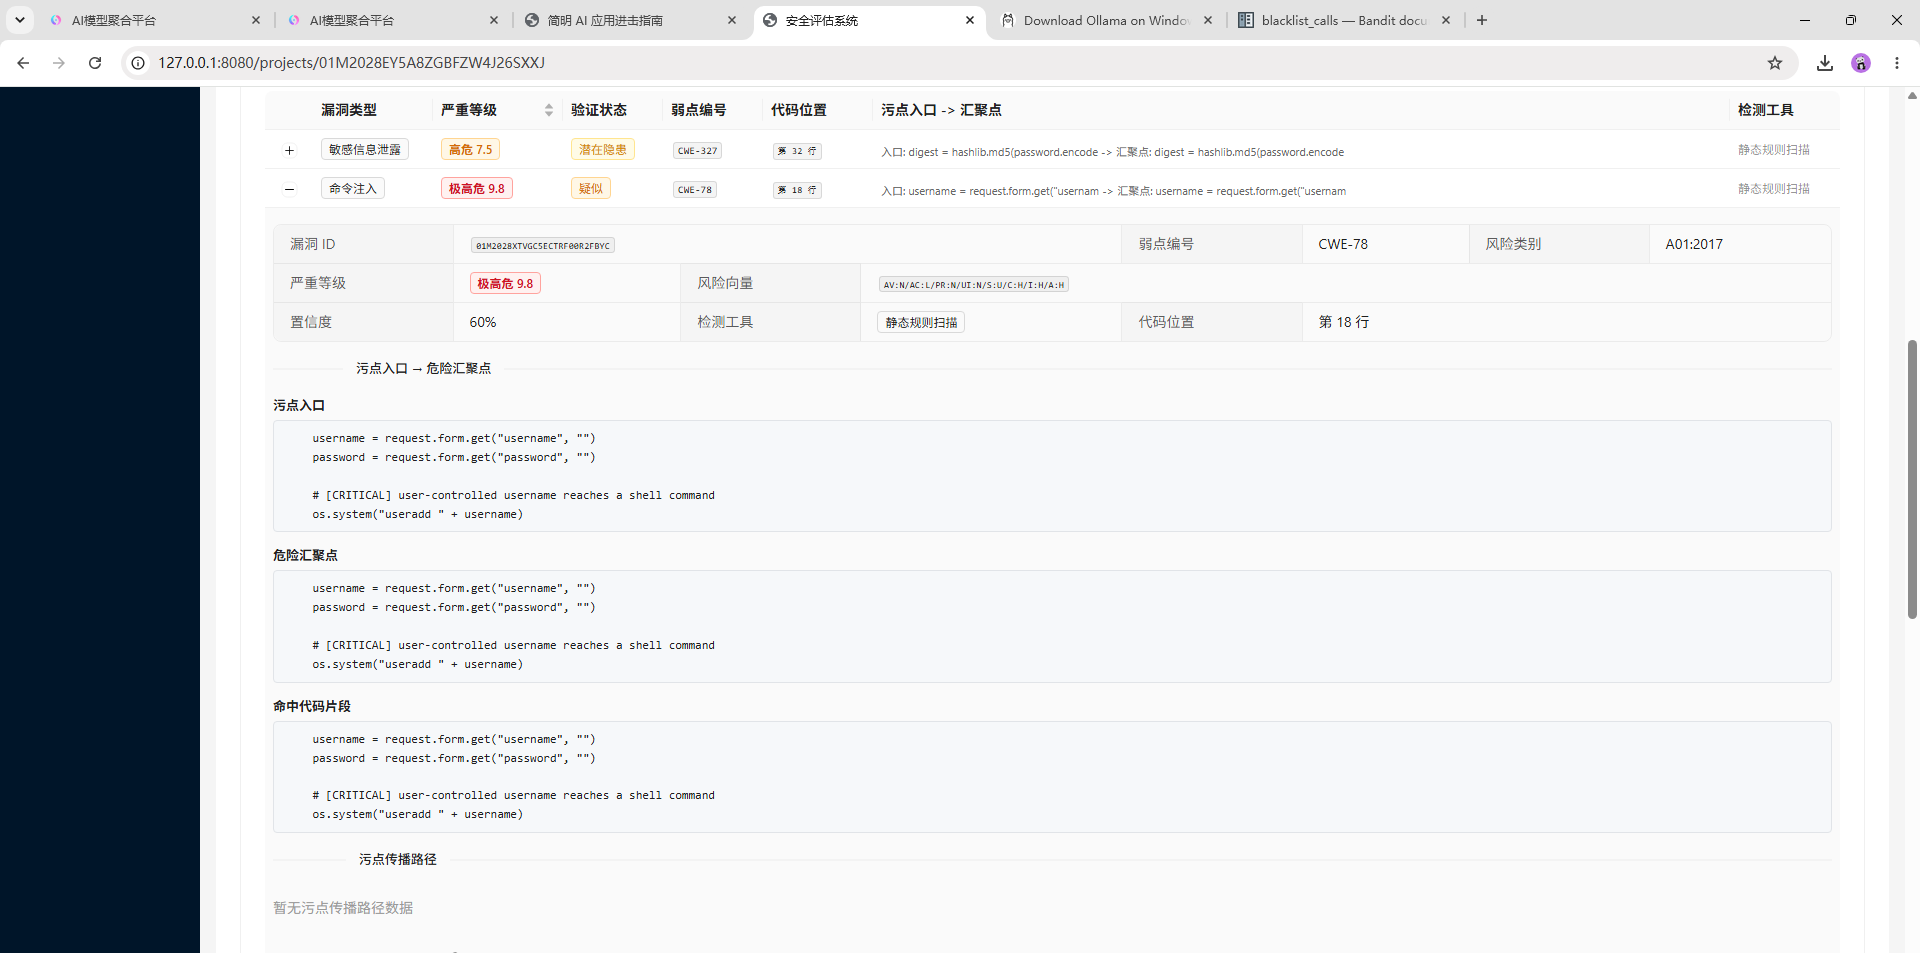 AI模型聚合平台
AI模型聚合平台
简明 AI 应用进击指南
安全评估系统
Download Ollama on Windo
blacklist_calls — Bandit docu
127.0.0.1:8080/projects/01M2028EY5A8ZGBFZW4J26SXXJ
漏洞类型 严重等级 验证状态 弱点编号 代码位置 污点入口 -> 汇聚点 检测工具
敏感信息泄露 高危 7.5 潜在隐患 CWE-327 第 32 行 入口: digest = hashlib.md5(password.encode -> 汇聚点: digest = hashlib.md5(password.encode 静态规则扫描
命令注入 极高危 9.8 疑似 CWE-78 第 18 行 入口: username = request.form.get("usernam -> 汇聚点: username = request.form.get("usernam 静态规则扫描
漏洞 ID 01M2028XTVGC5ECTRF00R2FBYC 弱点编号 CWE-78 风险类别 A01:2017
严重等级 极高危 9.8 风险向量 AV:N/AC:L/PR:N/UI:N/S:U/C:H/I:H/A:H
置信度 60% 检测工具 静态规则扫描 代码位置 第 18 行
污点入口 → 危险汇聚点
污点入口
username = request.form.get("username", "")
password = request.form.get("password", "")
# [CRITICAL] user-controlled username reaches a shell command
os.system("useradd " + username)
危险汇聚点
username = request.form.get("username", "")
password = request.form.get("password", "")
# [CRITICAL] user-controlled username reaches a shell command
os.system("useradd " + username)
命中代码片段
username = request.form.get("username", "")
password = request.form.get("password", "")
# [CRITICAL] user-controlled username reaches a shell command
os.system("useradd " + username)
污点传播路径
暂无污点传播路径数据